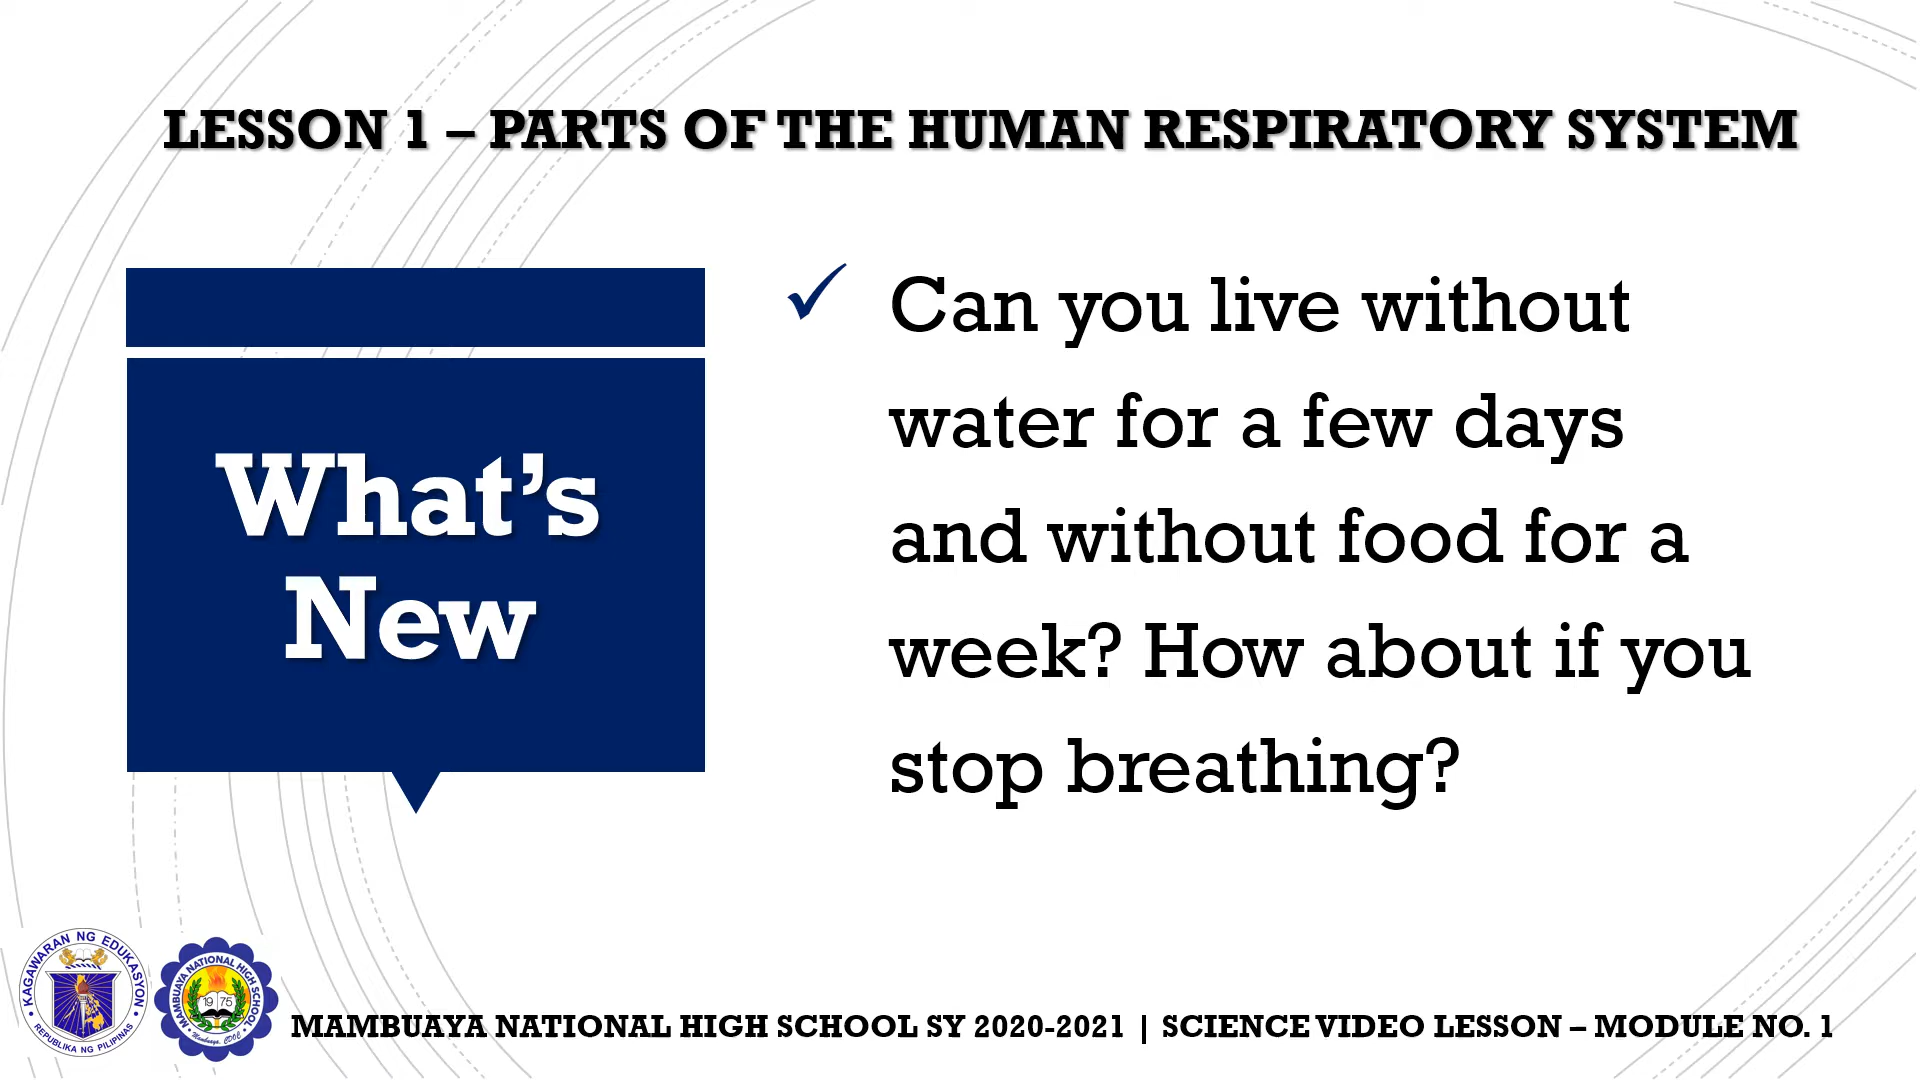 LESSON 1 – PARTS OF THE HUMAN RESPIRATORY SYSTEM
What’s
New
✓ Can you live without
water for a few days
and without food for a
week? How about if you
stop breathing?
KAGAWARAN NG EDUKASYON
REPUBLIKA NG PILIPINAS
MAMBUAYA NATIONAL HIGH SCHOOL
19 75
Mambuaya, CDOC
MAMBUAYA NATIONAL HIGH SCHOOL SY 2020-2021 | SCIENCE VIDEO LESSON – MODULE NO. 1